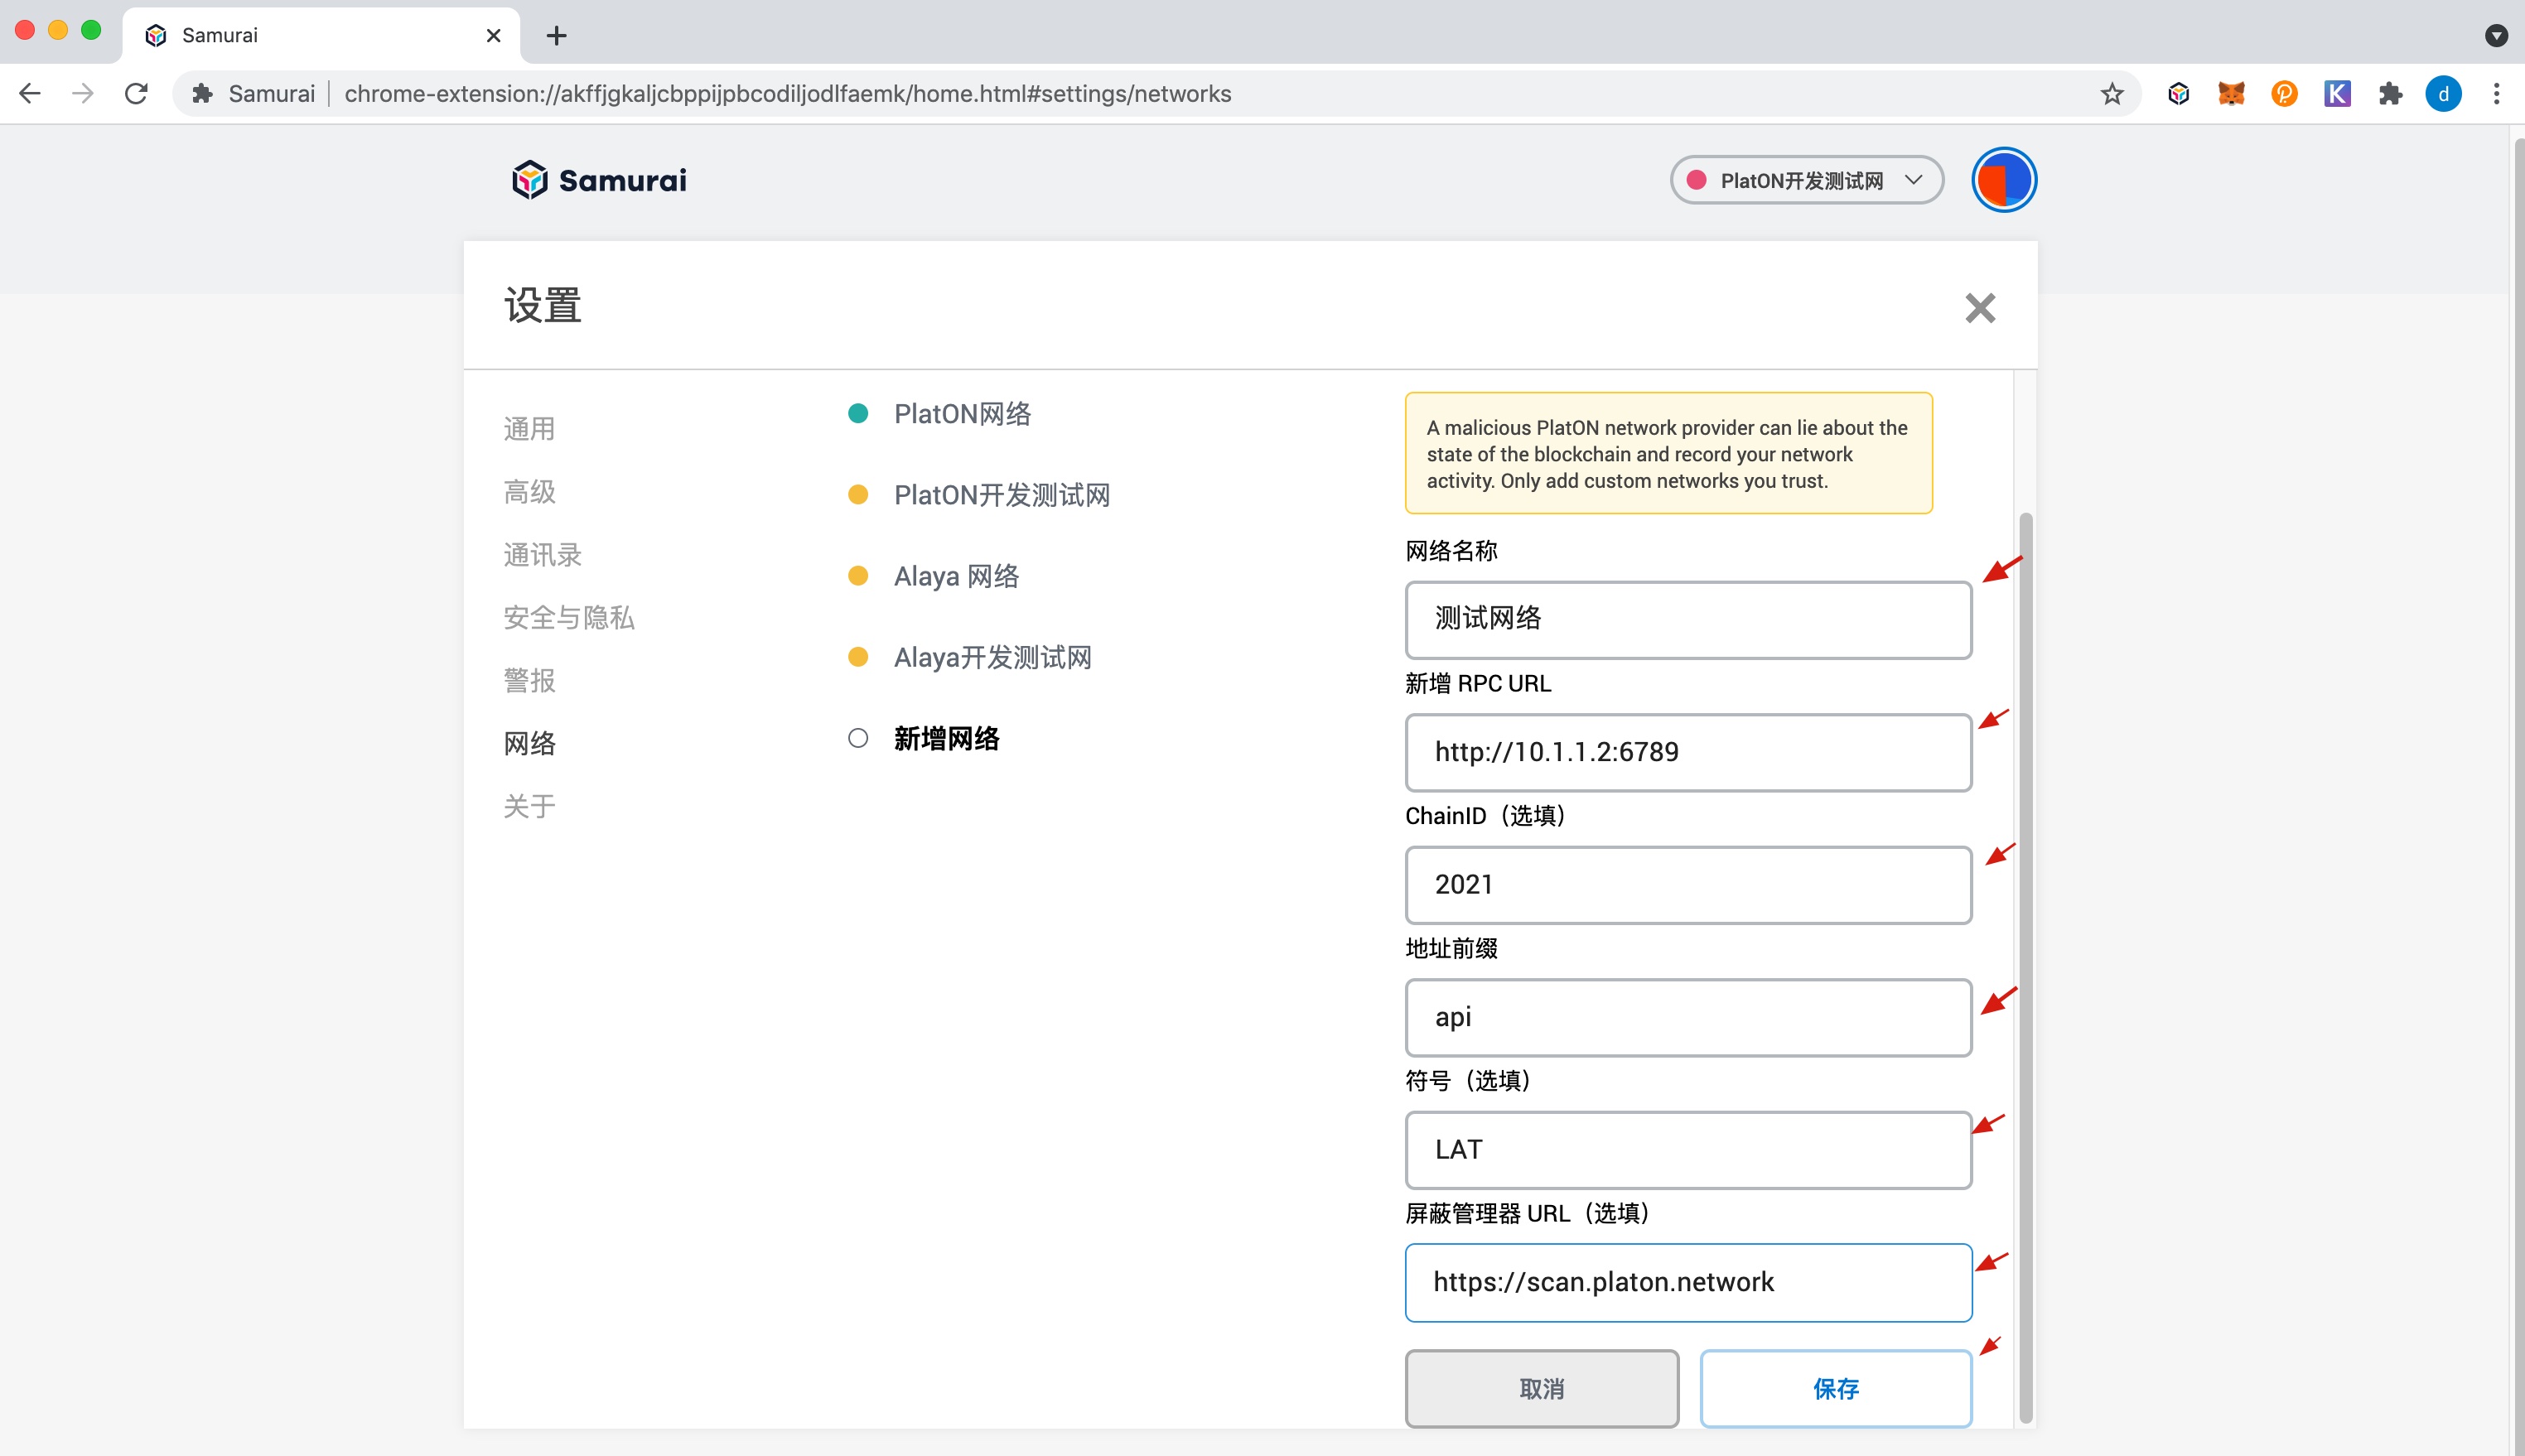 Samurai
Samurai
chrome-extension://akffjgkaljcbppijpbcodiljodlfaemk/home.html#settings/networks
d
Samurai
PlatON开发测试网
设置
通用
高级
通讯录
安全与隐私
警报
网络
关于
PlatON网络
PlatON开发测试网
Alaya 网络
Alaya开发测试网
新增网络
A malicious PlatON network provider can lie about the
state of the blockchain and record your network
activity. Only add custom networks you trust.
网络名称
测试网络
新增 RPC URL
http://10.1.1.2:6789
ChainID（选填）
2021
地址前缀
api
符号（选填）
LAT
屏蔽管理器 URL（选填）
https://scan.platon.network
取消
保存